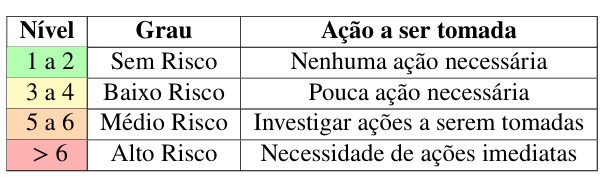 Nível Grau Ação a ser tomada
1 a 2 Sem Risco Nenhuma ação necessária
3 a 4 Baixo Risco Pouca ação necessária
5 a 6 Médio Risco Investigar ações a serem tomadas
> 6 Alto Risco Necessidade de ações imediatas